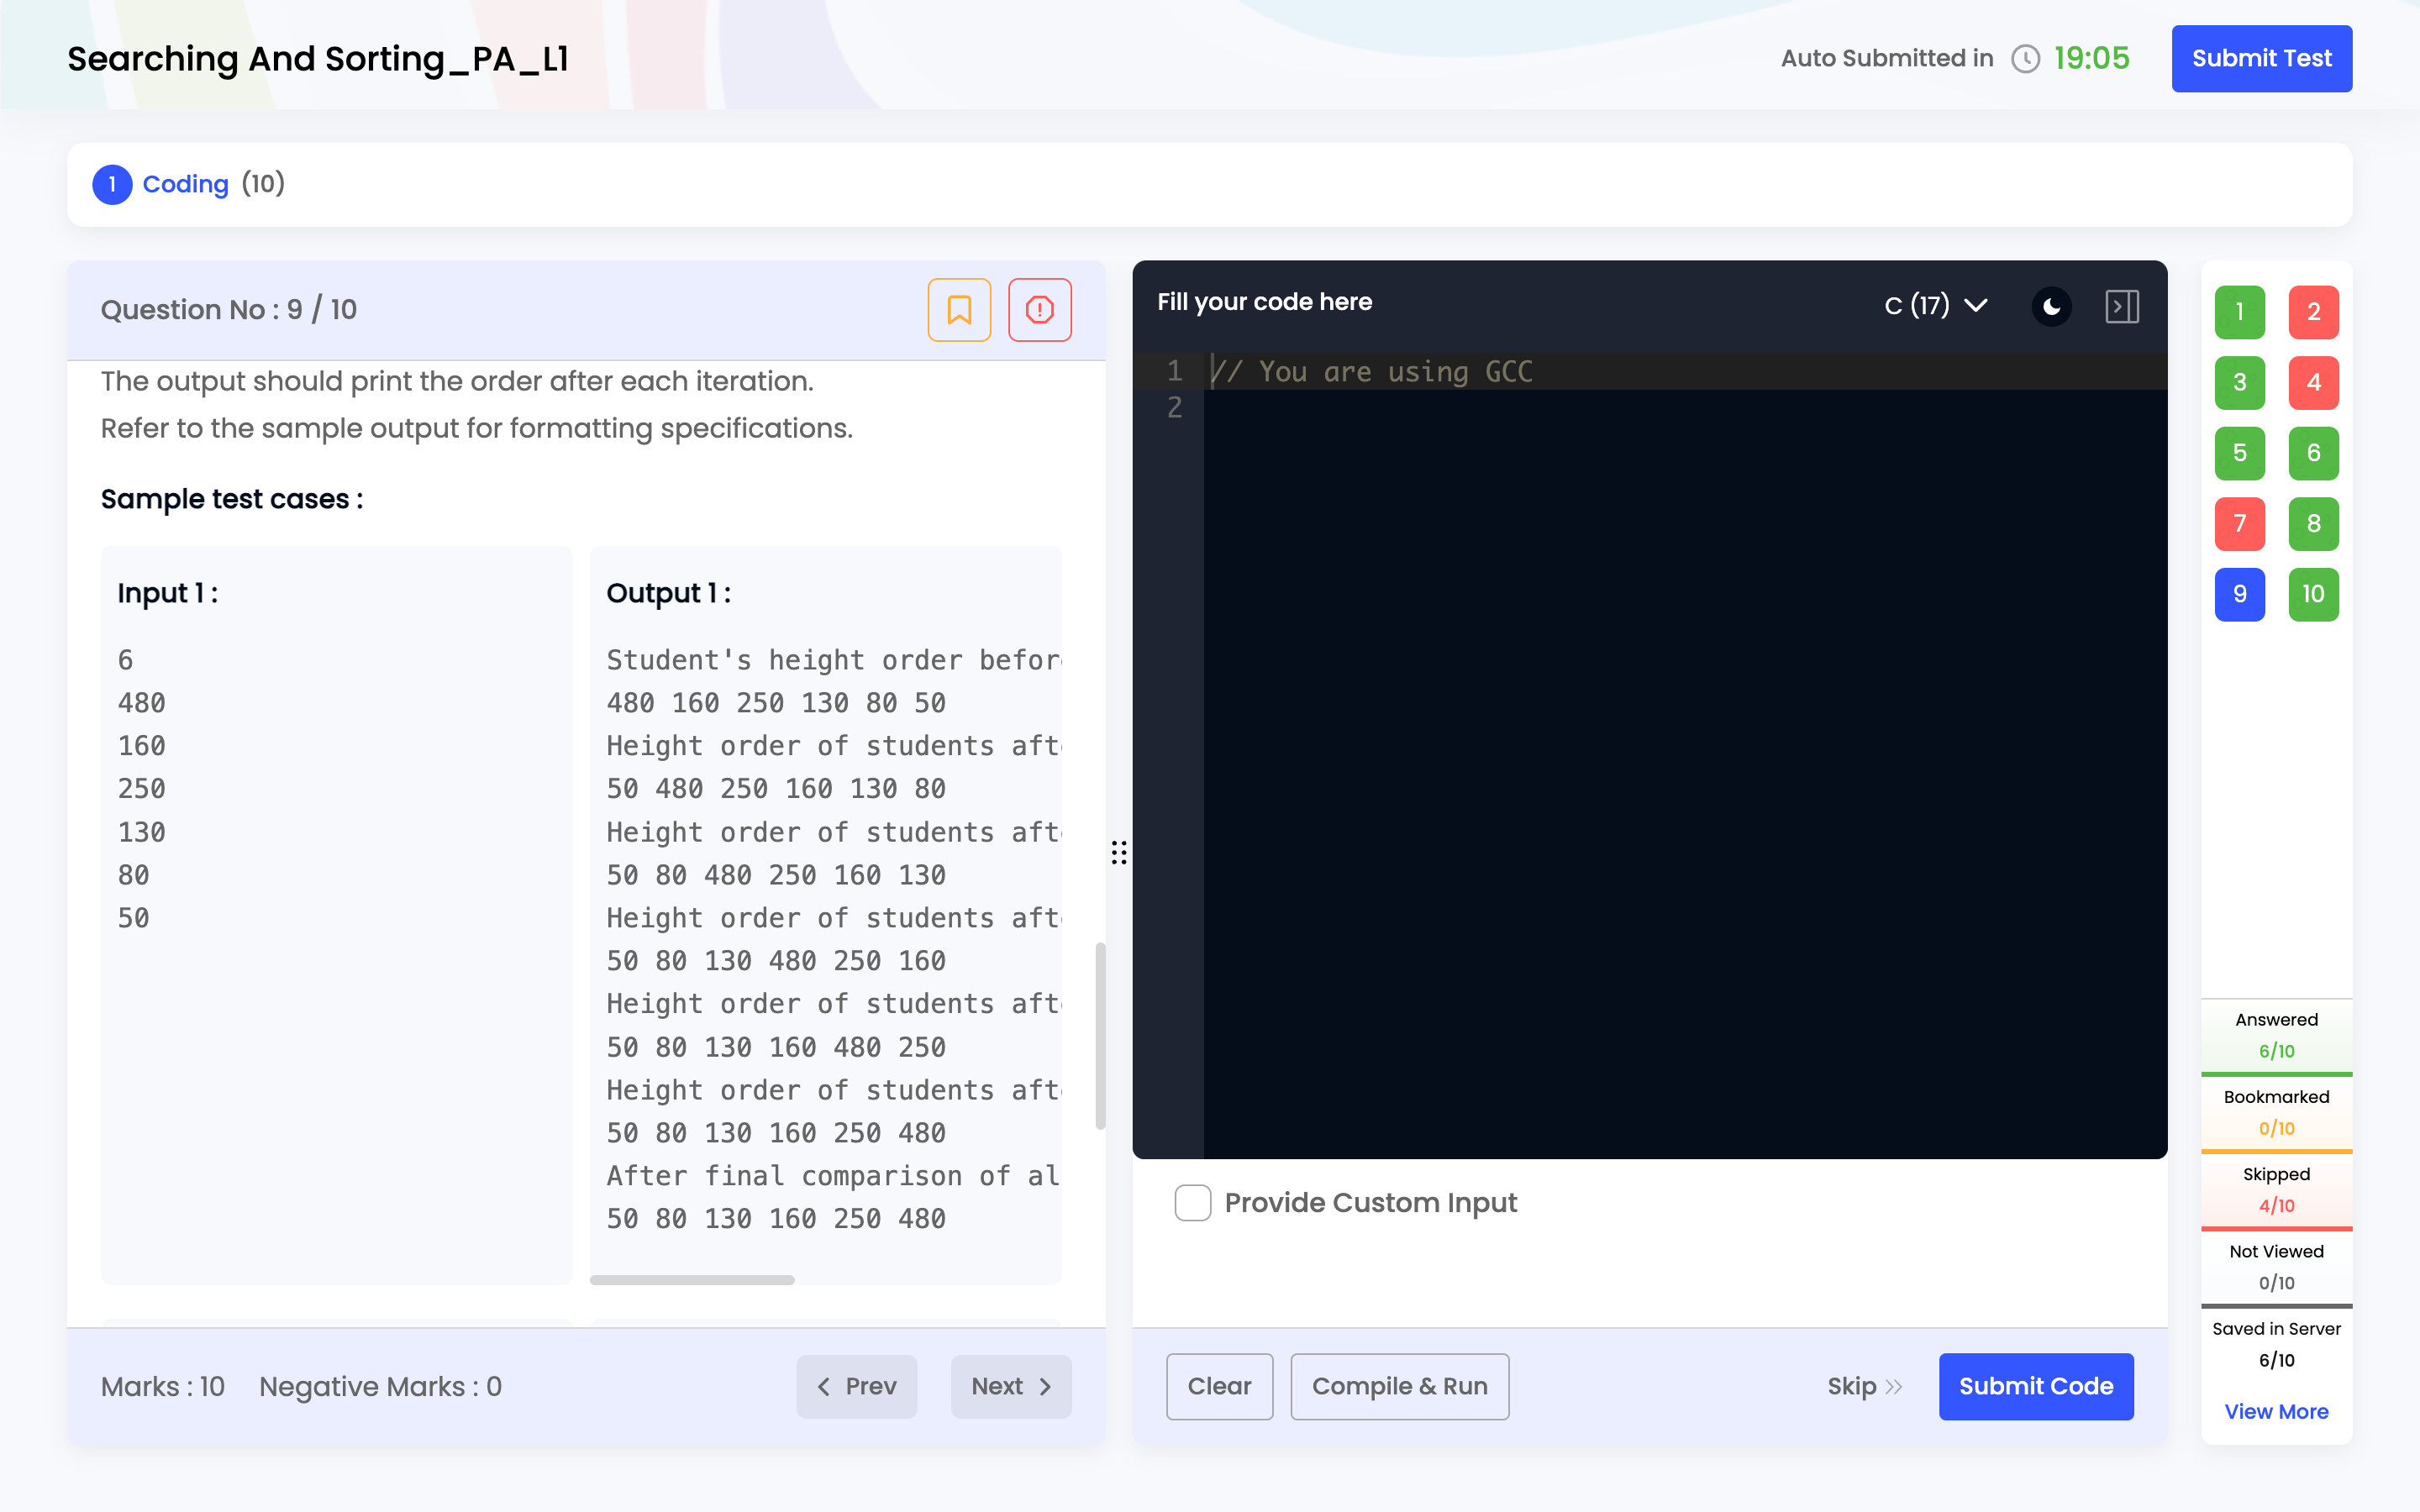 Searching And Sorting_PA_L1
Auto Submitted in 19:05
Submit Test
1 Coding (10)
Question No : 9 / 10
The output should print the order after each iteration.
Refer to the sample output for formatting specifications.
Sample test cases :
Input 1 :
6
480
160
250
130
80
50
Output 1 :
Student's height order before
480 160 250 130 80 50
Height order of students aft
50 480 250 160 130 80
Height order of students aft
50 80 480 250 160 130
Height order of students aft
50 80 130 480 250 160
Height order of students aft
50 80 130 160 480 250
Height order of students aft
50 80 130 160 250 480
After final comparison of al
50 80 130 160 250 480
Marks : 10 Negative Marks : 0
Prev
Next
Fill your code here
C (17)
1 // You are using GCC
2
Provide Custom Input
Clear
Compile & Run
Skip
Submit Code
1 2
3 4
5 6
7 8
9 10
Answered
6/10
Bookmarked
0/10
Skipped
4/10
Not Viewed
0/10
Saved in Server
6/10
View More